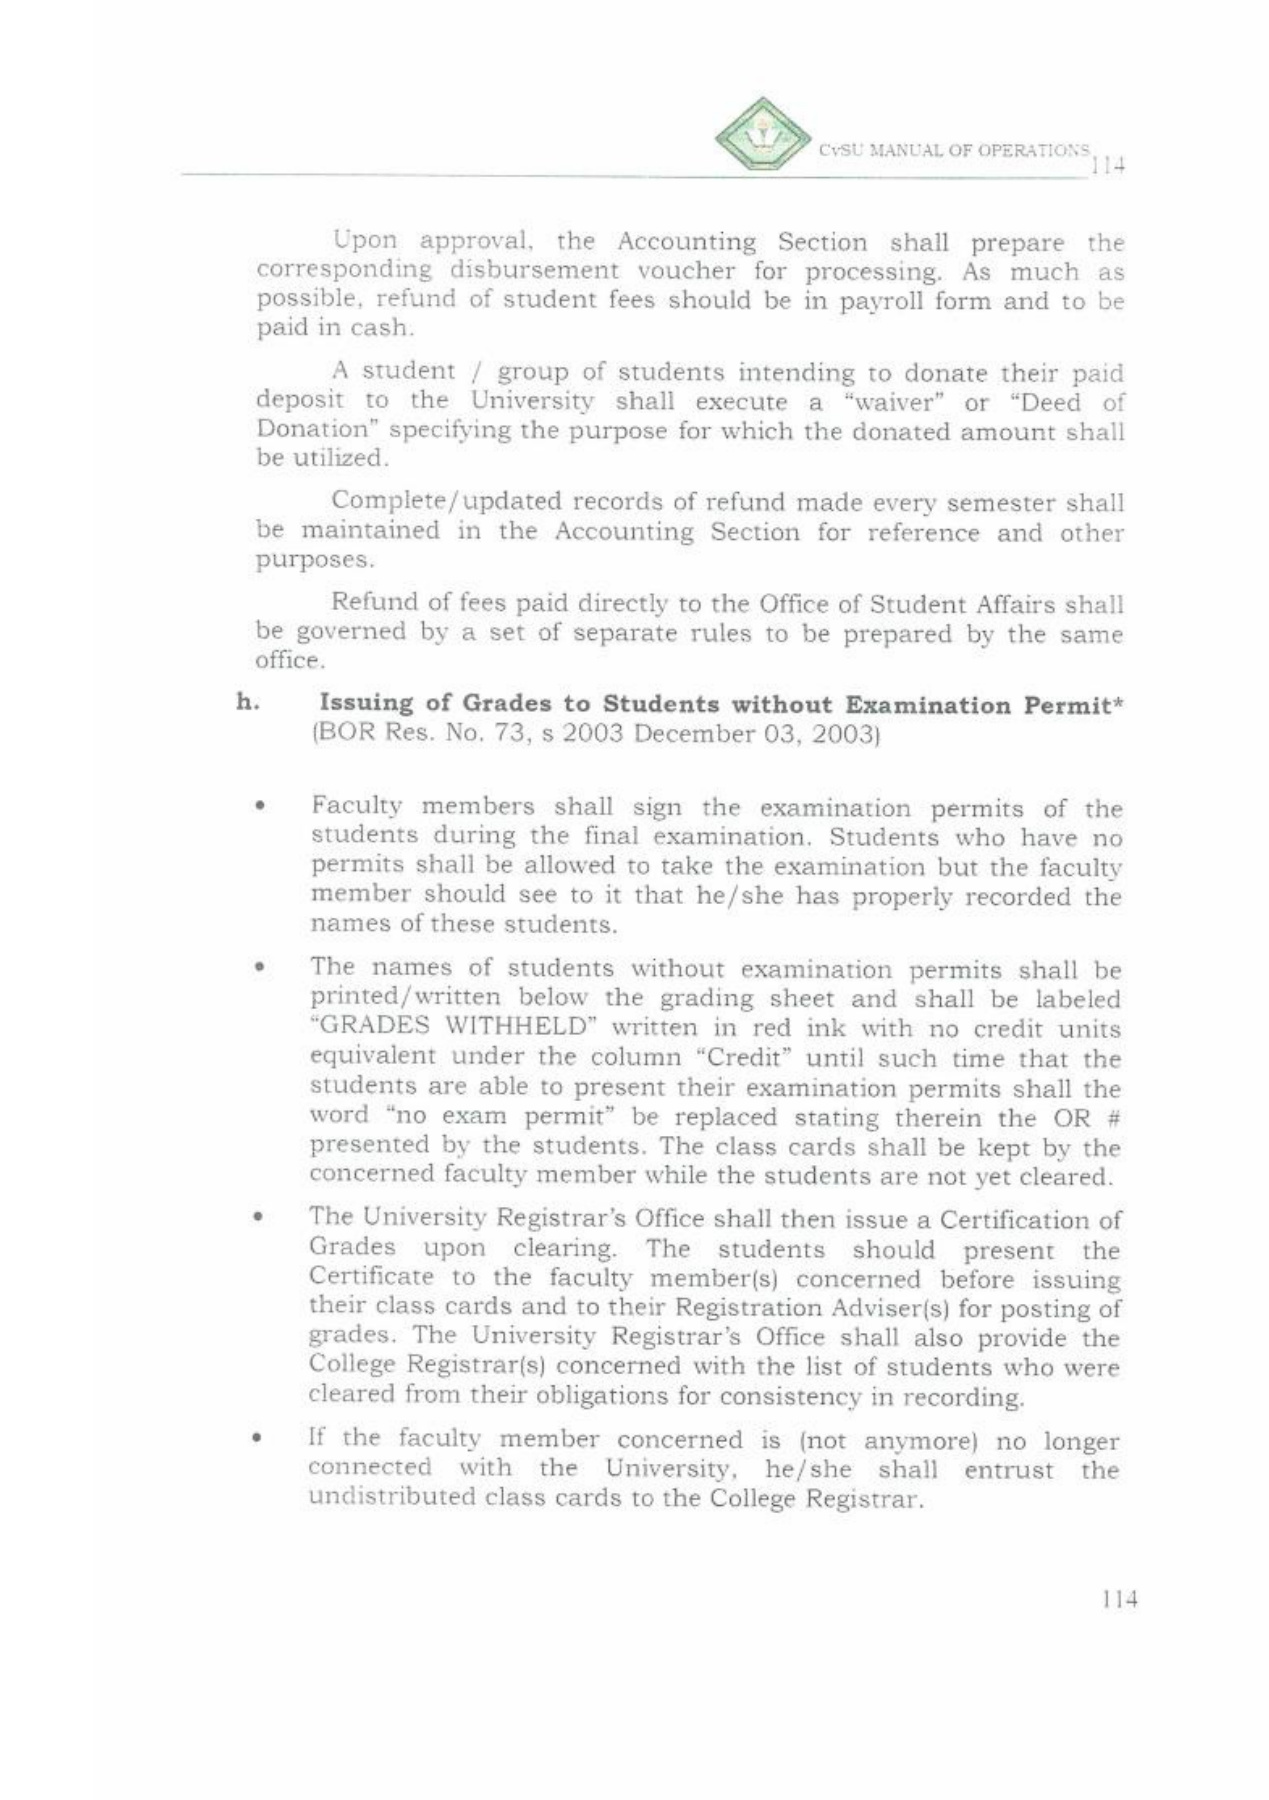 CvSU MANUAL OF OPERATIONS
114
Upon approval, the Accounting Section shall prepare the
corresponding disbursement voucher for processing. As much as
possible, refund of student fees should be in payroll form and to be
paid in cash.
A student / group of students intending to donate their paid
deposit to the University shall execute a “waiver” or “Deed of
Donation” specifying the purpose for which the donated amount shall
be utilized.
Complete/updated records of refund made every semester shall
be maintained in the Accounting Section for reference and other
purposes.
Refund of fees paid directly to the Office of Student Affairs shall
be governed by a set of separate rules to be prepared by the same
office.
h. Issuing of Grades to Students without Examination Permit*
(BOR Res. No. 73, s 2003 December 03, 2003)
• Faculty members shall sign the examination permits of the
students during the final examination. Students who have no
permits shall be allowed to take the examination but the faculty
member should see to it that he/she has properly recorded the
names of these students.
• The names of students without examination permits shall be
printed/written below the grading sheet and shall be labeled
“GRADES WITHHELD” written in red ink with no credit units
equivalent under the column “Credit” until such time that the
students are able to present their examination permits shall the
word “no exam permit” be replaced stating therein the OR #
presented by the students. The class cards shall be kept by the
concerned faculty member while the students are not yet cleared.
• The University Registrar’s Office shall then issue a Certification of
Grades upon clearing. The students should present the
Certificate to the faculty member(s) concerned before issuing
their class cards and to their Registration Adviser(s) for posting of
grades. The University Registrar’s Office shall also provide the
College Registrar(s) concerned with the list of students who were
cleared from their obligations for consistency in recording.
• If the faculty member concerned is (not anymore) no longer
connected with the University, he/she shall entrust the
undistributed class cards to the College Registrar.
114